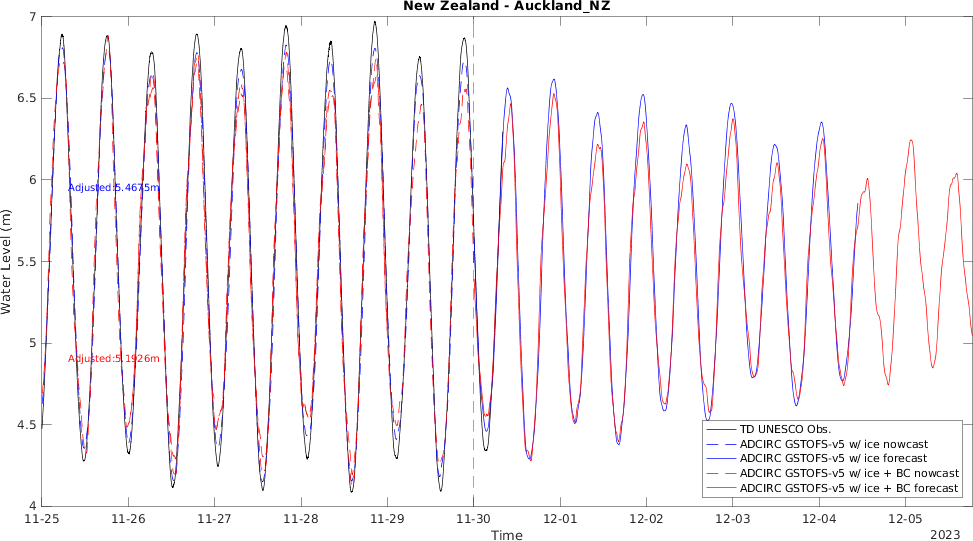 New Zealand - Auckland_NZ
7
6.5
6
5.5
5
4.5
4
Water Level (m)
Adjusted:5.4675m
Adjusted:5.1926m
TD UNESCO Obs.
ADCIRC GSTOFS-v5 w/ ice nowcast
ADCIRC GSTOFS-v5 w/ ice forecast
ADCIRC GSTOFS-v5 w/ ice + BC nowcast
ADCIRC GSTOFS-v5 w/ ice + BC forecast
11-25 11-26 11-27 11-28 11-29 11-30 12-01 12-02 12-03 12-04 12-05
Time
2023